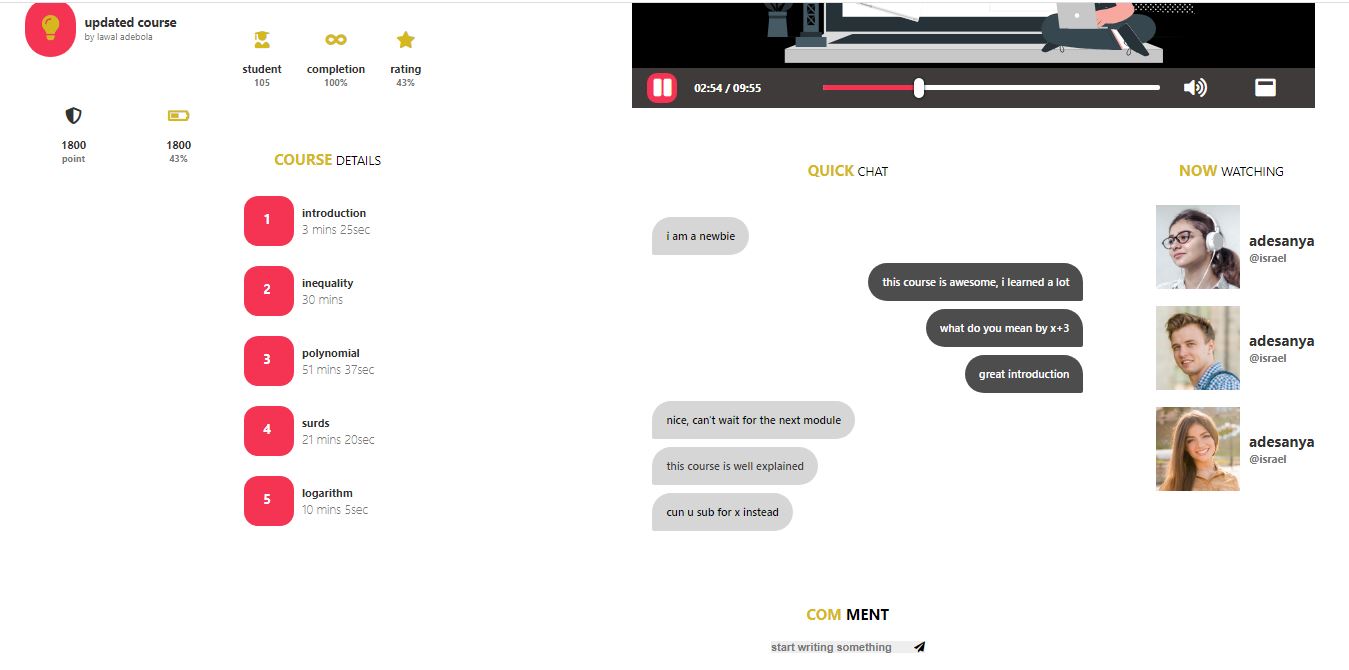 updated course
by lawal adebola
student
105
completion
100%
rating
43%
1800
point
1800
43%
COURSE DETAILS
1
introduction
3 mins 25sec
2
inequality
30 mins
3
polynomial
51 mins 37sec
4
surds
21 mins 20sec
5
logarithm
10 mins 5sec
02:54 / 09:55
QUICK CHAT
i am a newbie
this course is awesome, i learned a lot
what do you mean by x+3
great introduction
nice, can't wait for the next module
this course is well explained
cun u sub for x instead
NOW WATCHING
adesanya
@israel
adesanya
@israel
adesanya
@israel
COM MENT
start writing something